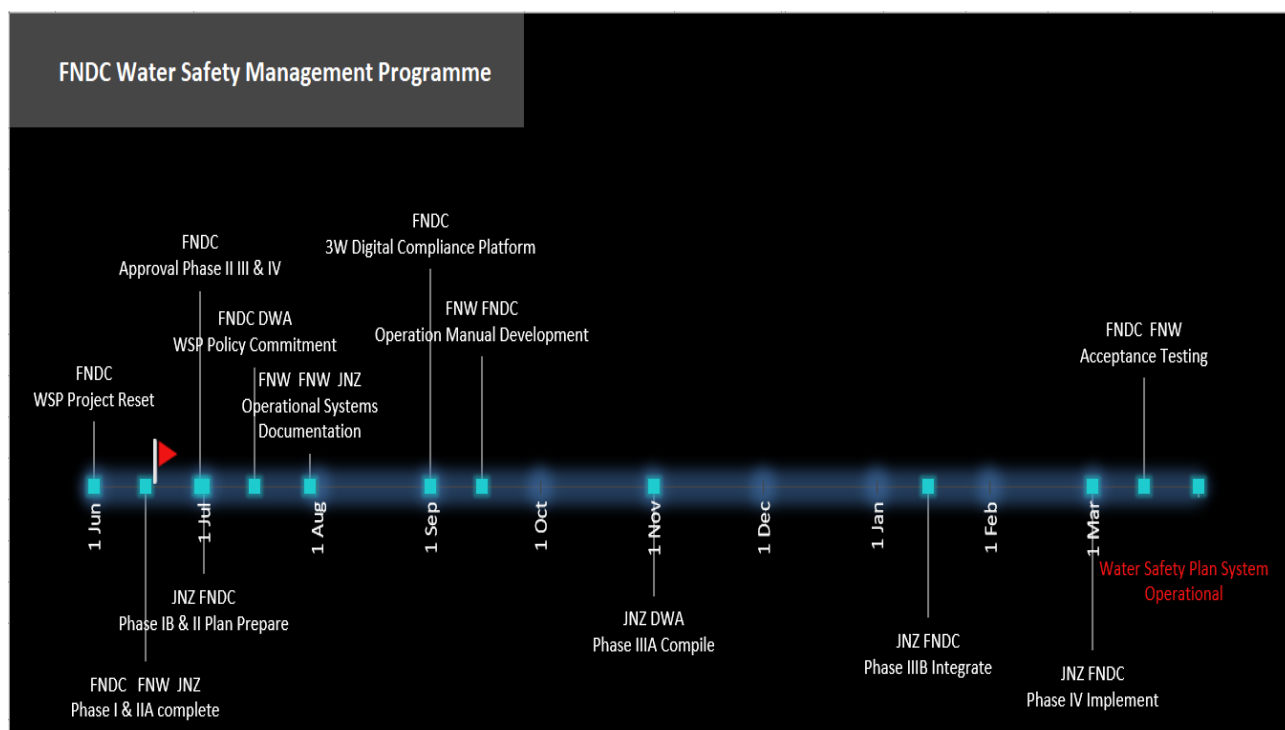 FNDC Water Safety Management Programme
FNDC
3W Digital Compliance Platform
FNDC
Approval Phase II III & IV
FNW FNDC
Operation Manual Development
FNDC DWA
WSP Policy Commitment
FNDC FNW
Acceptance Testing
FNDC
WSP Project Reset
FNW FNW JNZ
Operational Systems
Documentation
1 Jun
1 Jul
1 Aug
1 Sep
1 Oct
1 Nov
1 Dec
1 Jan
1 Feb
1 Mar
Water Safety Plan System
Operational
JNZ FNDC
Phase IB & II Plan Prepare
JNZ DWA
Phase IIIA Compile
JNZ FNDC
Phase IIIB Integrate
JNZ FNDC
Phase IV Implement
FNDC FNW JNZ
Phase I & IIA complete